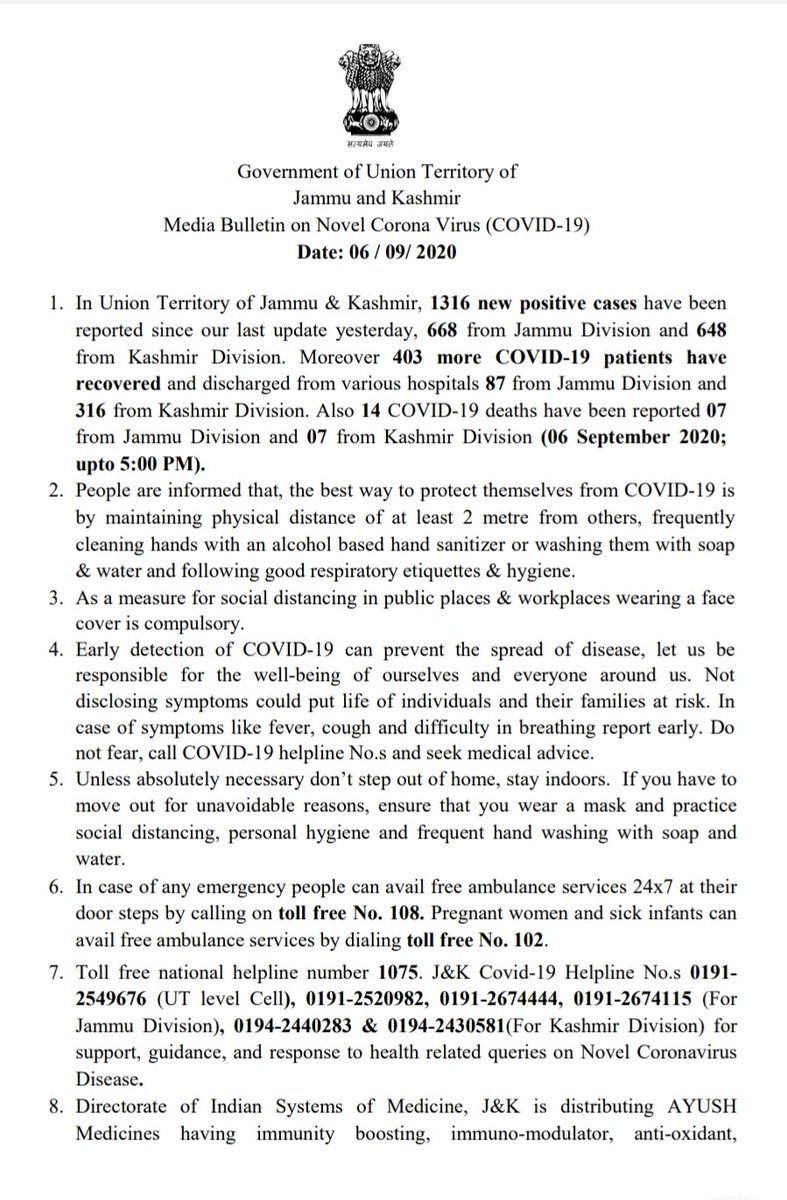 सत्यमेव जयते
Government of Union Territory of
Jammu and Kashmir
Media Bulletin on Novel Corona Virus (COVID-19)
Date: 06 / 09/ 2020
1. In Union Territory of Jammu & Kashmir, 1316 new positive cases have been
reported since our last update yesterday, 668 from Jammu Division and 648
from Kashmir Division. Moreover 403 more COVID-19 patients have
recovered and discharged from various hospitals 87 from Jammu Division and
316 from Kashmir Division. Also 14 COVID-19 deaths have been reported 07
from Jammu Division and 07 from Kashmir Division (06 September 2020;
upto 5:00 PM).
2. People are informed that, the best way to protect themselves from COVID-19 is
by maintaining physical distance of at least 2 metre from others, frequently
cleaning hands with an alcohol based hand sanitizer or washing them with soap
& water and following good respiratory etiquettes & hygiene.
3. As a measure for social distancing in public places & workplaces wearing a face
cover is compulsory.
4. Early detection of COVID-19 can prevent the spread of disease, let us be
responsible for the well-being of ourselves and everyone around us. Not
disclosing symptoms could put life of individuals and their families at risk. In
case of symptoms like fever, cough and difficulty in breathing report early. Do
not fear, call COVID-19 helpline No.s and seek medical advice.
5. Unless absolutely necessary don’t step out of home, stay indoors. If you have to
move out for unavoidable reasons, ensure that you wear a mask and practice
social distancing, personal hygiene and frequent hand washing with soap and
water.
6. In case of any emergency people can avail free ambulance services 24x7 at their
door steps by calling on toll free No. 108. Pregnant women and sick infants can
avail free ambulance services by dialing toll free No. 102.
7. Toll free national helpline number 1075. J&K Covid-19 Helpline No.s 0191-
2549676 (UT level Cell), 0191-2520982, 0191-2674444, 0191-2674115 (For
Jammu Division), 0194-2440283 & 0194-2430581(For Kashmir Division) for
support, guidance, and response to health related queries on Novel Coronavirus
Disease.
8. Directorate of Indian Systems of Medicine, J&K is distributing AYUSH
Medicines having immunity boosting, immuno-modulator, anti-oxidant,